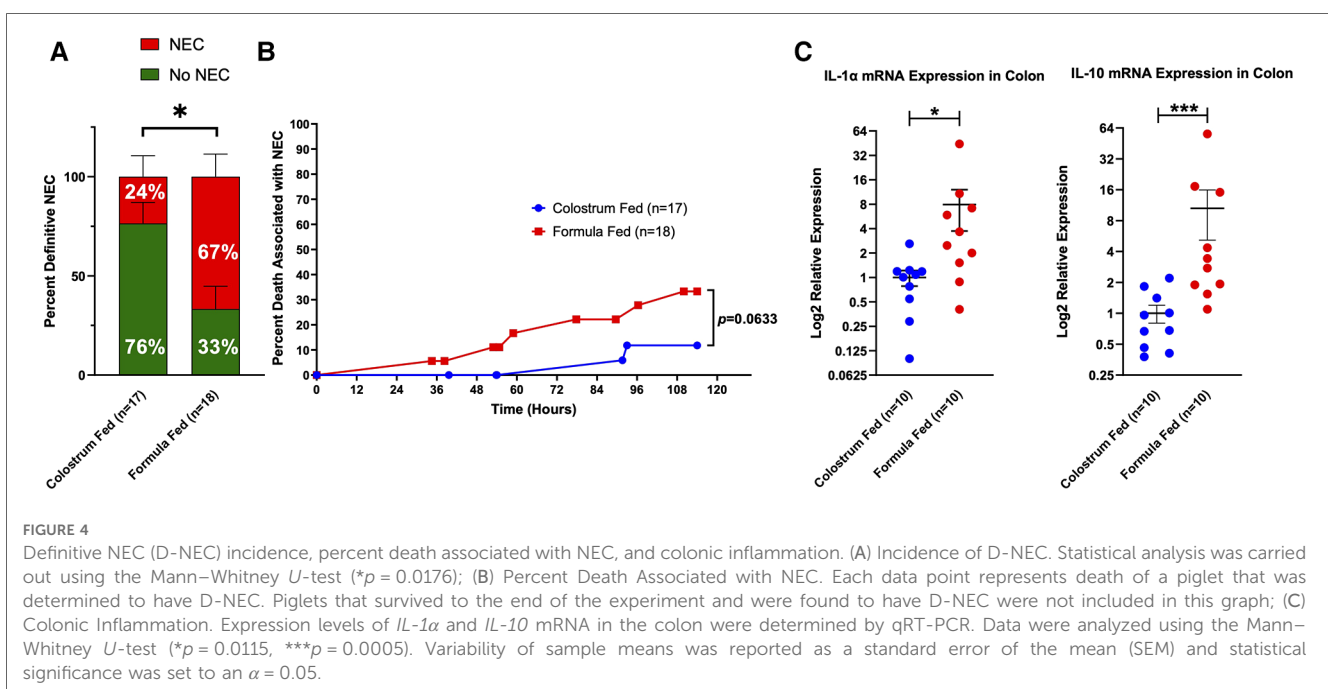 A
NEC
No NEC
*
Percent Definitive NEC
100
50
0
24%
76%
67%
33%
Colostrum Fed (n=17)
Formula Fed (n=18)
B
Percent Death Associated with NEC
100
90
80
70
60
50
40
30
20
10
0
Colostrum Fed (n=17)
Formula Fed (n=18)
p=0.0633
0 12 24 36 48 60 72 84 96 108 120
Time (Hours)
C
IL-1α mRNA Expression in Colon
*
Log2 Relative Expression
64
32
16
8
4
2
1
0.5
0.25
0.125
0.0625
Colostrum Fed (n=10)
Formula Fed (n=10)
IL-10 mRNA Expression in Colon
***
Log2 Relative Expression
64
32
16
8
4
2
1
0.5
0.25
Colostrum Fed (n=10)
Formula Fed (n=10)
FIGURE 4
Definitive NEC (D-NEC) incidence, percent death associated with NEC, and colonic inflammation. (A) Incidence of D-NEC. Statistical analysis was carried
out using the Mann–Whitney U-test (*p = 0.0176); (B) Percent Death Associated with NEC. Each data point represents death of a piglet that was
determined to have D-NEC. Piglets that survived to the end of the experiment and were found to have D-NEC were not included in this graph; (C)
Colonic Inflammation. Expression levels of IL-1α and IL-10 mRNA in the colon were determined by qRT-PCR. Data were analyzed using the Mann–
Whitney U-test (*p = 0.0115, ***p = 0.0005). Variability of sample means was reported as a standard error of the mean (SEM) and statistical
significance was set to an α = 0.05.